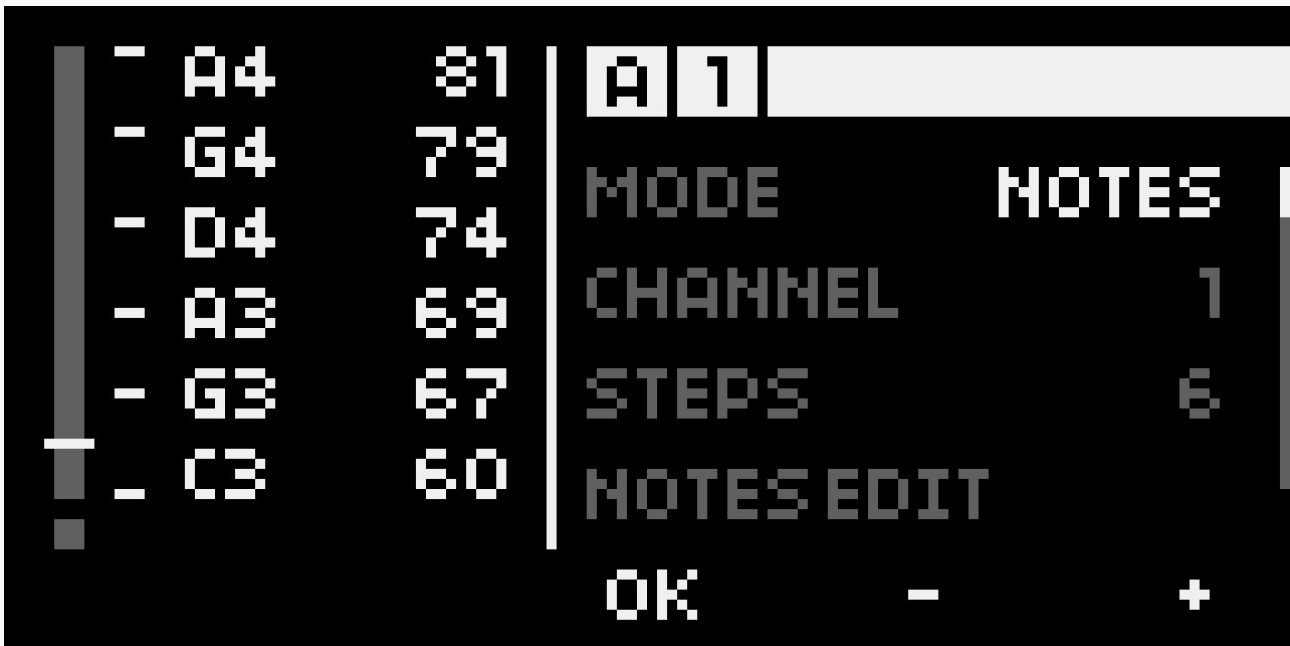 A4 81
G4 79
D4 74
A3 69
G3 67
C3 60
A 1
MODE NOTES
CHANNEL 1
STEPS 6
NOTES EDIT
OK - +